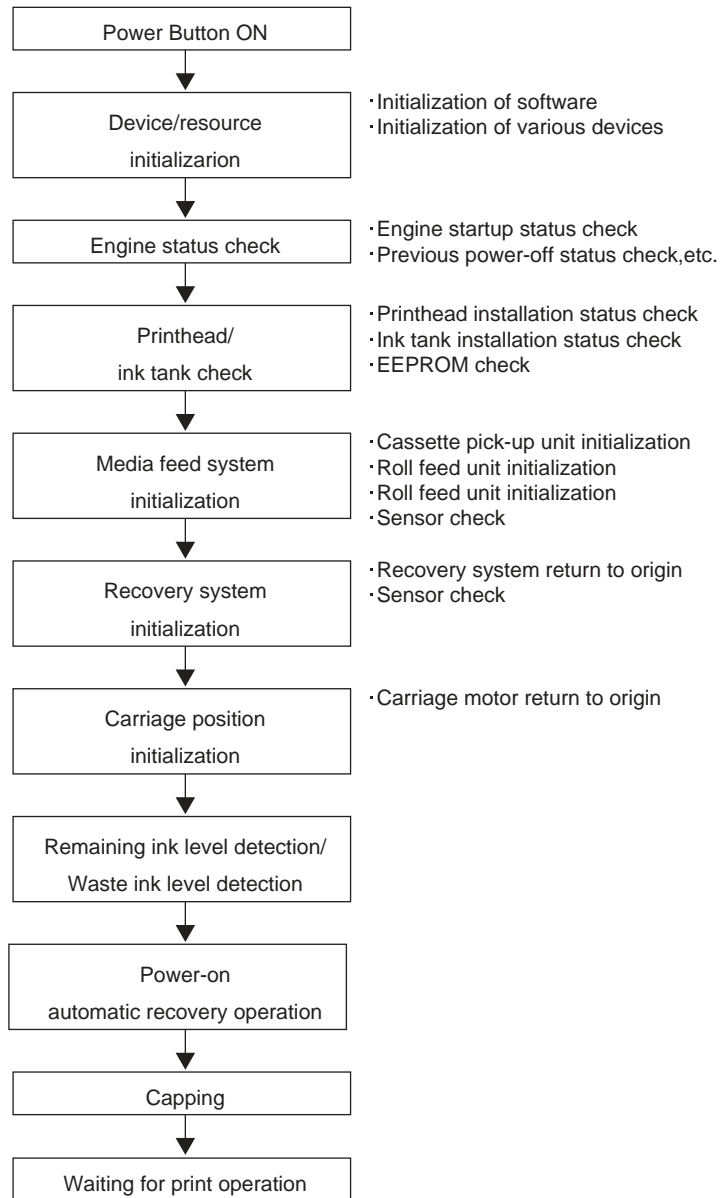 Power Button ON
Device/resource
initializarion
·Initialization of software
·Initialization of various devices
Engine status check
·Engine startup status check
·Previous power-off status check,etc.
Printhead/
ink tank check
·Printhead installation status check
·Ink tank installation status check
·EEPROM check
Media feed system
initialization
·Cassette pick-up unit initialization
·Roll feed unit initialization
·Roll feed unit initialization
·Sensor check
Recovery system
initialization
·Recovery system return to origin
·Sensor check
Carriage position
initialization
·Carriage motor return to origin
Remaining ink level detection/
Waste ink level detection
Power-on
automatic recovery operation
Capping
Waiting for print operation